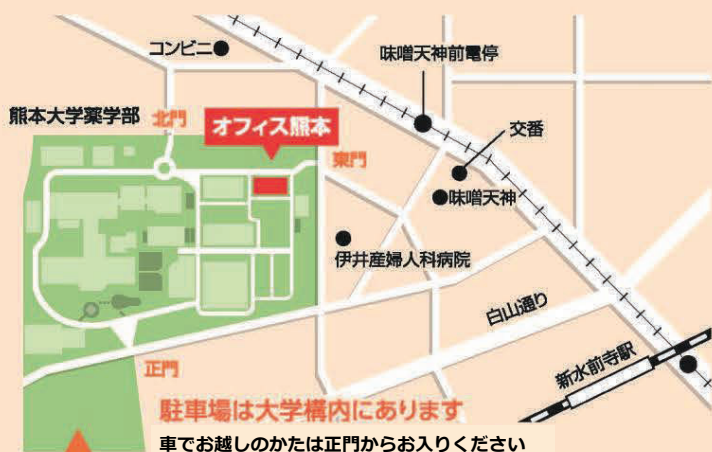 コンビニ
味噌天神前電停
熊本大学薬学部
北門
オフィス熊本
交番
東門
味噌天神
伊井産婦人科病院
白山通り
新水前寺駅
正門
駐車場は大学構内にあります
車でお越しのかたは正門からお入りください